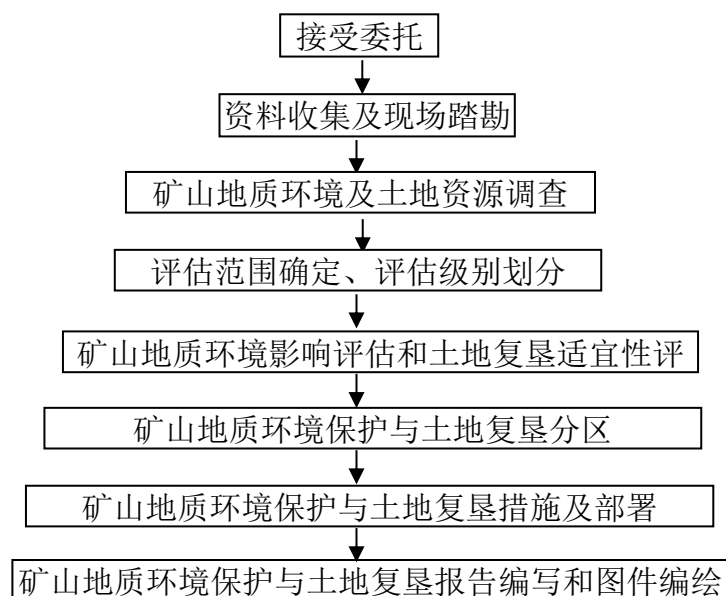 接受委托
资料收集及现场踏勘
矿山地质环境及土地资源调查
评估范围确定、评估级别划分
矿山地质环境影响评估和土地复垦适宜性评
矿山地质环境保护与土地复垦分区
矿山地质环境保护与土地复垦措施及部署
矿山地质环境保护与土地复垦报告编写和图件编绘